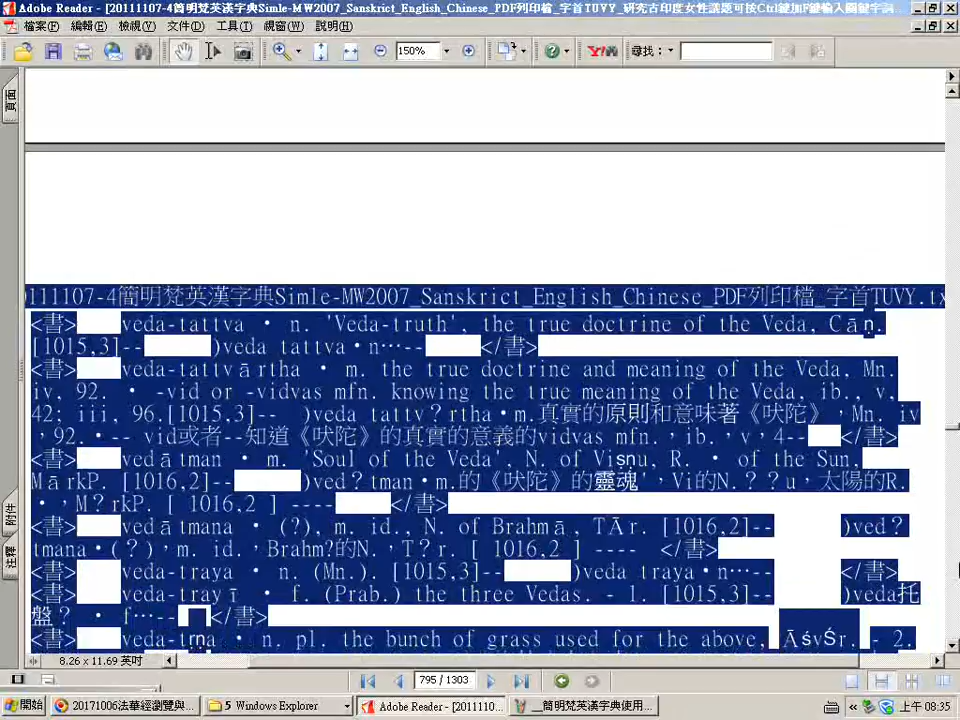 Adobe Reader - [20111107-4簡明梵英漢字典Simle-MW2007_Sanskrict_English_Chinese_PDF列印檔_字首TUVY_研究古印度女性議題可按Ctrl鍵加F鍵輸入關鍵字詞
檔案(F) 編輯(E) 檢視(V) 文件(D) 工具(T) 視窗(W) 說明(H)
150% Y! 尋找:
頁面
)111107-4簡明梵英漢字典Simle-MW2007_Sanskrict_English_Chinese_PDF列印檔_字首TUVY.tx
<書> veda-tattva ‧ n. 'Veda-truth', the true doctrine of the Veda, Cāṇ.
[1015,3]-- )veda tattva‧n…-- </書>
<書> veda-tattvārtha ‧ m. the true doctrine and meaning of the Veda, Mn.
iv, 92. ‧ -vid or -vidvas mfn. knowing the true meaning of the Veda, ib., v,
42; iii, 96.[1015,3]-- )veda tattv?rtha‧m.真實的原則和意味著《吠陀》,Mn. iv
,92.‧-- vid或者--知道《吠陀》的真實的意義的vidvas mfn.,ib.,v,4-- </書>
<書> vedātman ‧ m. 'Soul of the Veda', N. of Viṣṇu, R. ‧ of the Sun,
MārkP. [1016,2]-- )ved?tman‧m.的《吠陀》的靈魂',Vi的N.??u,太陽的R.
‧,M?rkP. [ 1016,2 ] ---- </書>
<書> vedātmana ‧ (?), m. id., N. of Brahmā, TĀr. [1016,2]-- )ved?
tmana‧(?),m. id.,Brahm?的N.,T?r. [ 1016,2 ] ---- </書>
<書> veda-traya ‧ n. (Mn.). [1015,3]-- )veda traya‧n…-- </書>
<書> veda-trayī ‧ f. (Prab.) the three Vedas. - 1. [1015,3]-- )veda托
盤? ‧ f…-- </書>
<書> veda-tṛṇa ‧ n. pl. the bunch of grass used for the above, ĀśvŚr. - 2.
附件
注釋
8.26 x 11.69 英吋
795 / 1303
開始 20171006法華經瀏覽與... 5 Windows Explorer Adobe Reader - [201110... __簡明梵英漢字典使用... 上午 08:35